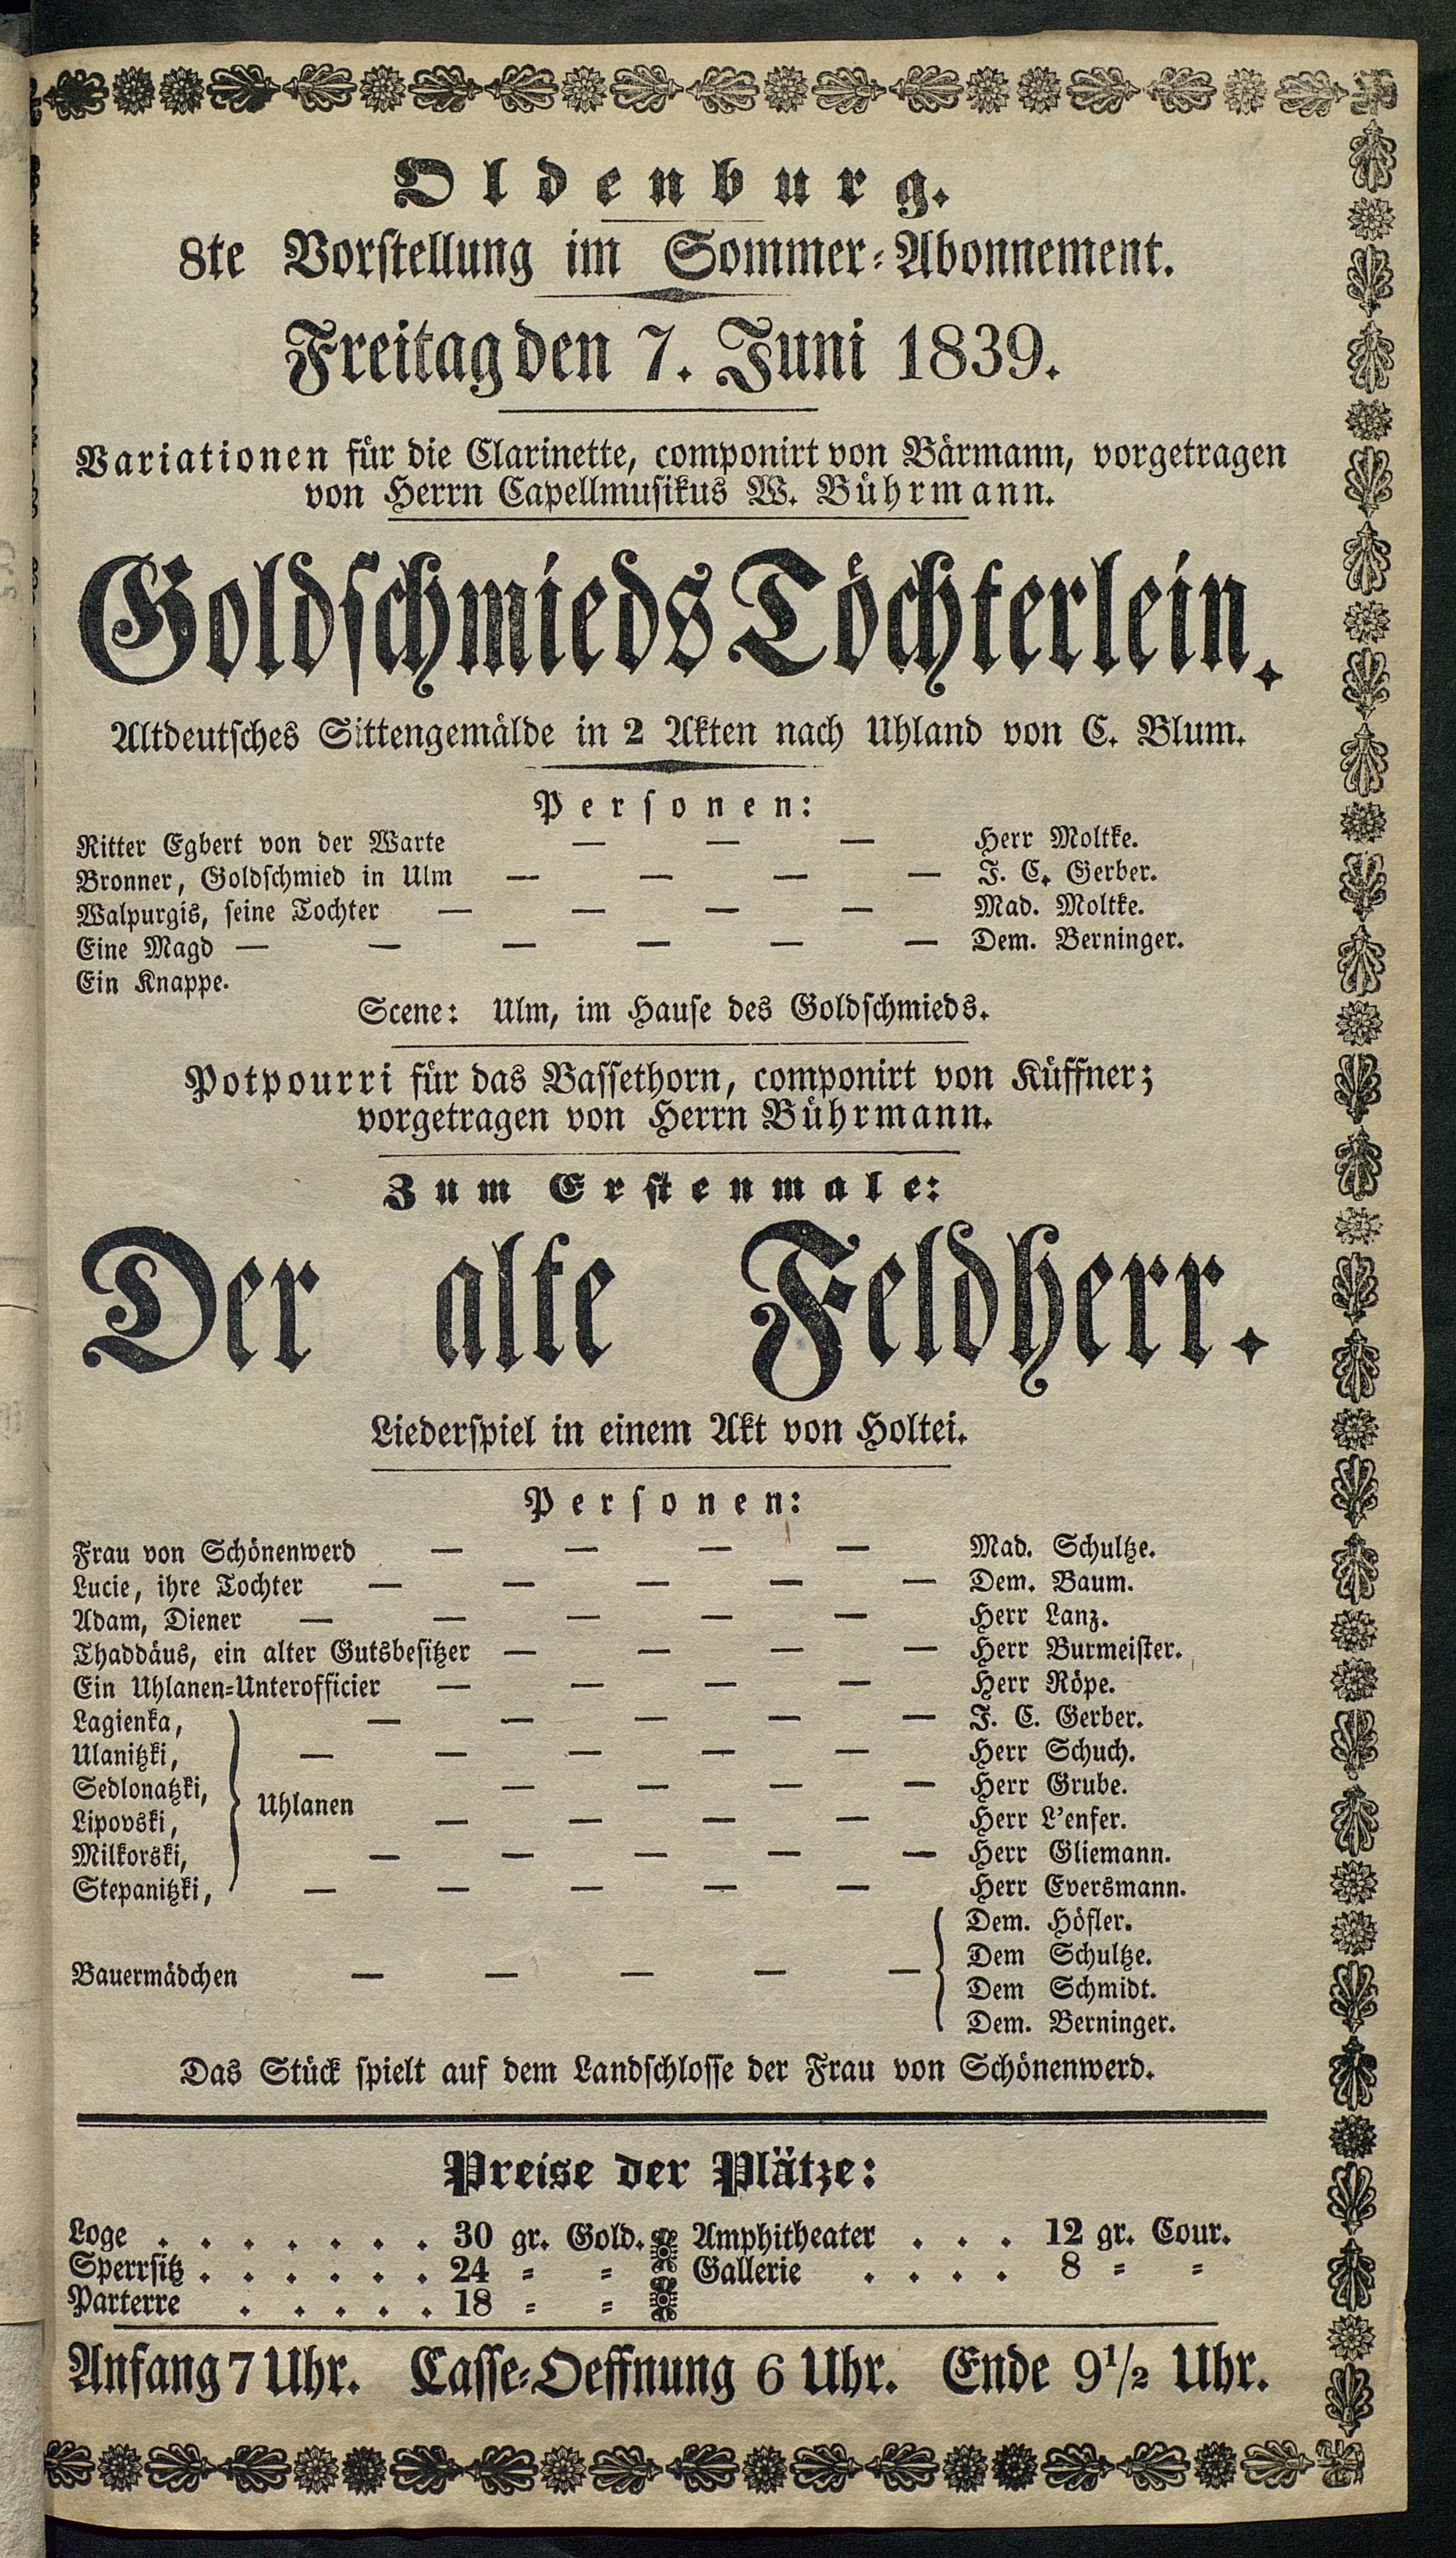 Oldenburg.
8te Vorstellung im Sommer-Abonnement.
Freitag den 7. Juni 1839.
Variationen für die Clarinette, componirt von Bärmann, vorgetragen
von Herrn Capellmusikus W. Bührmann.
Goldschmieds Töchterlein.
Altdeutsches Sittengemälde in 2 Akten nach Uhland von C. Blum.
Personen:
Ritter Egbert von der Warte — — — Herr Moltke.
Bronner, Goldschmied in Ulm — — — — J. C. Gerber.
Walpurgis, seine Tochter — — — — Mad. Moltke.
Eine Magd — — — — — — Dem. Berninger.
Ein Knappe.
Scene: Ulm, im Hause des Goldschmieds.
Potpourri für das Bassethorn, componirt von Küffner;
vorgetragen von Herrn Bührmann.
Zum Erstenmale:
Der alte Feldherr.
Liederspiel in einem Akt von Holtei.
Personen:
Frau von Schönenwerd — — — — Mad. Schultze.
Lucie, ihre Tochter — — — — — Dem. Baum.
Adam, Diener — — — — — Herr Lanz.
Thaddäus, ein alter Gutsbesitzer — — — — Herr Burmeister.
Ein Uhlanen-Unterofficier — — — — Herr Röpe.
Lagienka, — — — — — J. C. Gerber.
Ulanitzki, — — — — — Herr Schuch.
Sedlonatzki, — — — — Herr Grube.
Uhlanen
Lipovski, — — — — Herr L'enfer.
Milkorski, — — — — — Herr Gliemann.
Stepanitzki, — — — — — Herr Eversmann.
Dem. Höfler.
Dem Schultze.
Bauermädchen — — — — —
Dem Schmidt.
Dem. Berninger.
Das Stück spielt auf dem Landschlosse der Frau von Schönenwerd.
Preise der Plätze:
Loge . . . . . . . 30 gr. Gold. Amphitheater . . . 12 gr. Cour.
Sperrsitz . . . . . . 24 = = Gallerie . . . . 8 = =
Parterre . . . . . 18 = =
Anfang 7 Uhr. Casse-Oeffnung 6 Uhr. Ende 9½ Uhr.